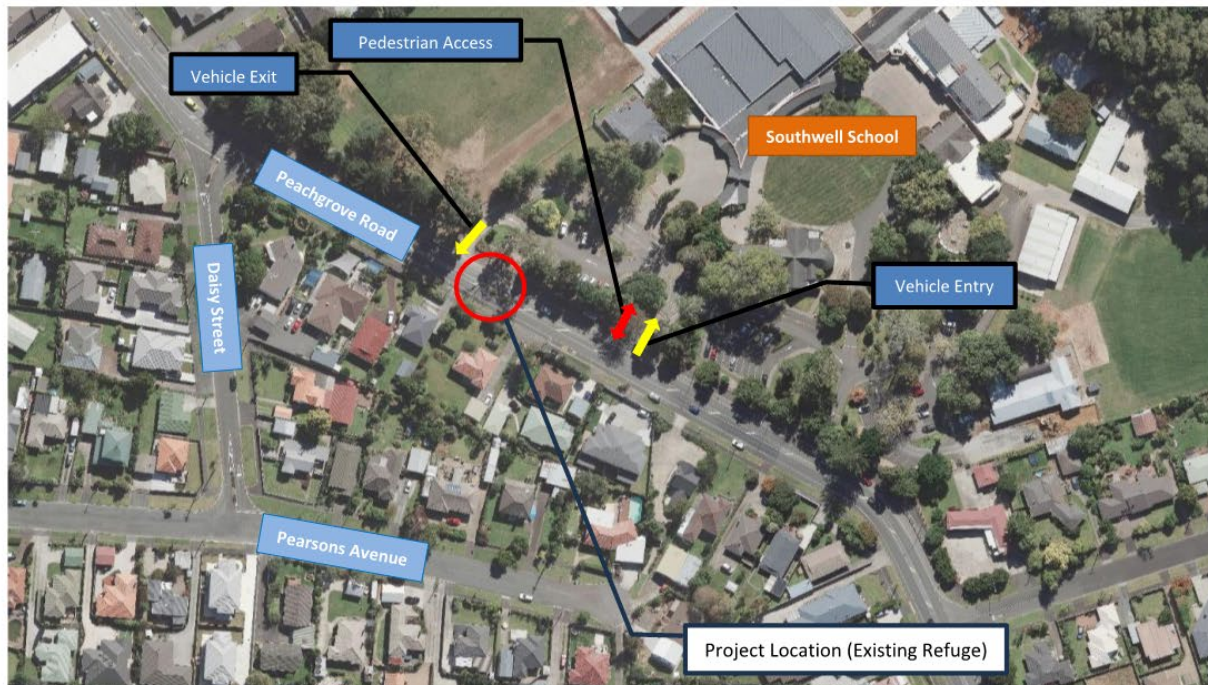 Pedestrian Access
Vehicle Exit
Southwell School
Peachgrove Road
Daisy Street
Vehicle Entry
Pearsons Avenue
Project Location (Existing Refuge)